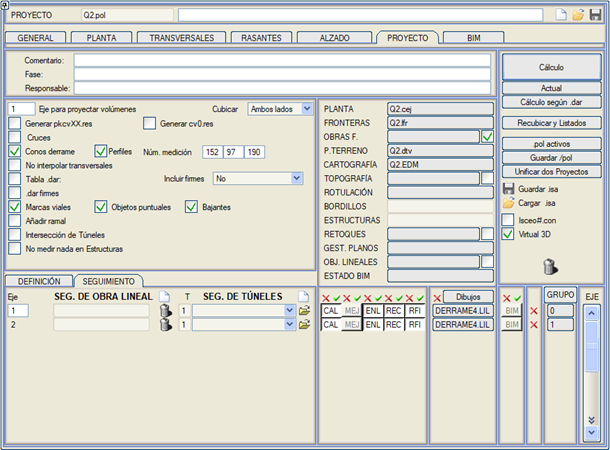 PROYECTO Q2.pol
GENERAL PLANTA TRANSVERSALES RASANTES ALZADO PROYECTO BIM
Comentario:
Fase:
Responsable:
1 Eje para proyectar volúmenes Cubicar Ambos lados
Generar pkcvXX.res Generar cv0.res
Cruces
Conos derrame Perfiles Núm. medición 152 97 190
No interpolar transversales
Tabla .dar: Incluir firmes No
.dar firmes
Marcas viales Objetos puntuales Bajantes
Añadir ramal
Intersección de Túneles
No medir nada en Estructuras
PLANTA Q2.cej
FRONTERAS Q2.lfr
OBRAS F.
P.TERRENO Q2.dtv
CARTOGRAFÍA Q2.EDM
TOPOGRAFÍA
ROTULACIÓN
BORDILLOS
ESTRUCTURAS
RETOQUES
GEST. PLANOS
OBJ. LINEALES
ESTADO BIM
Cálculo
Actual
Cálculo según .dar
Recubicar y Listados
.pol activos
Guardar /pol
Unificar dos Proyectos
Guardar .isa
Cargar .isa
Isceo#.con
Virtual 3D
DEFINICIÓN SEGUIMIENTO
Eje SEG. DE OBRA LINEAL T SEG. DE TÚNELES Dibujos GRUPO EJE
1 1 CAL MEJ ENL REC RFI DERRAME4.LIL BIM 0
2 1 CAL MEJ ENL REC RFI DERRAME4.LIL BIM 1